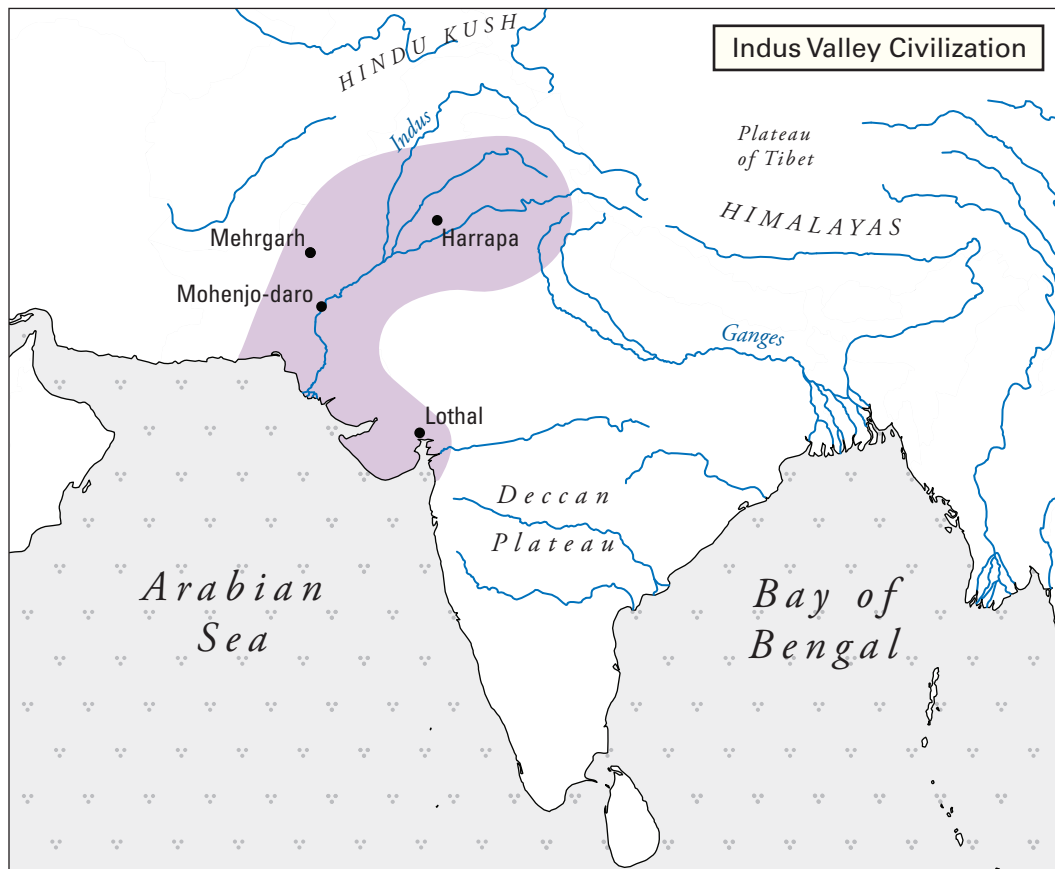 Indus Valley Civilization
HINDU KUSH
Indus
Plateau
of Tibet
HIMALAYAS
Mehrgarh
Harrapa
Mohenjo-daro
Ganges
Lothal
Deccan
Plateau
Arabian
Sea
Bay of
Bengal